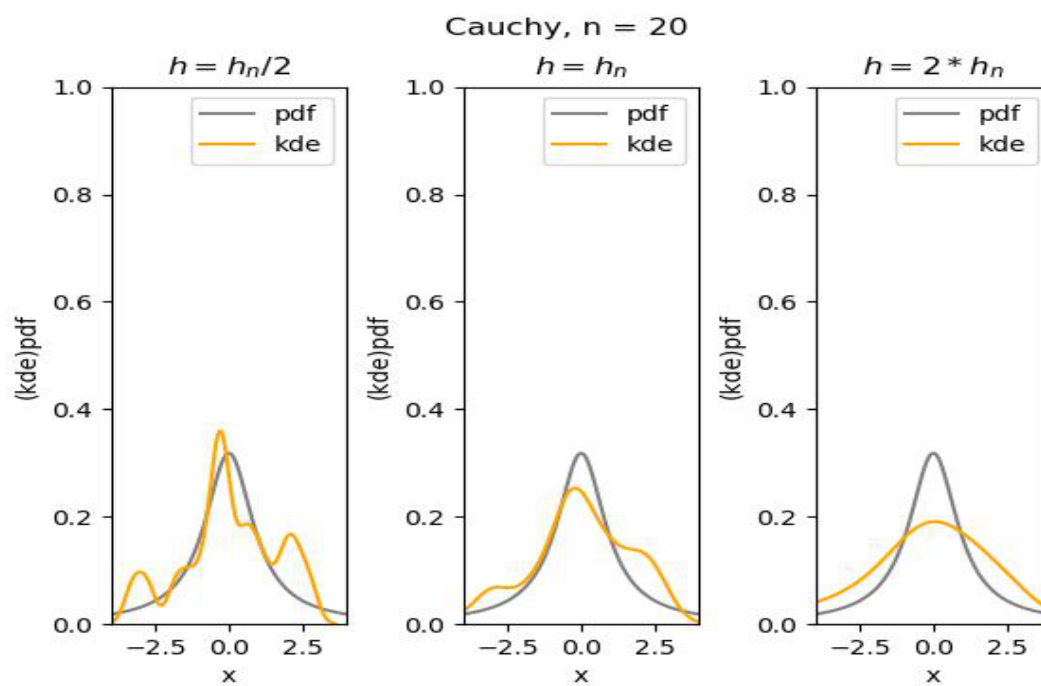 Cauchy, n = 20
h = hₙ/2
h = hₙ
h = 2 * hₙ
1.0
0.8
0.6
0.4
0.2
0.0
pdf
kde
(kde)pdf
−2.5 0.0 2.5
x
1.0
0.8
0.6
0.4
0.2
0.0
pdf
kde
(kde)pdf
−2.5 0.0 2.5
x
1.0
0.8
0.6
0.4
0.2
0.0
pdf
kde
(kde)pdf
−2.5 0.0 2.5
x